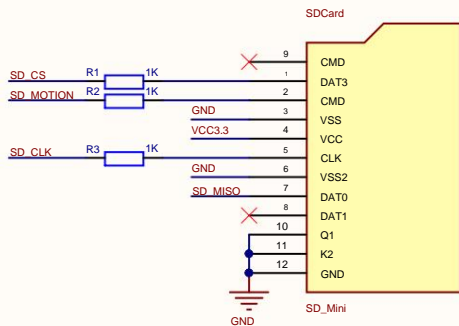 SDCard
9 CMD
SD_CS R1 1K 1 DAT3
SD_MOTION R2 1K 2 CMD
GND 3 VSS
VCC3.3 4 VCC
SD_CLK R3 1K 5 CLK
GND 6 VSS2
SD_MISO 7 DAT0
8 DAT1
10 Q1
11 K2
12 GND
SD_Mini
GND